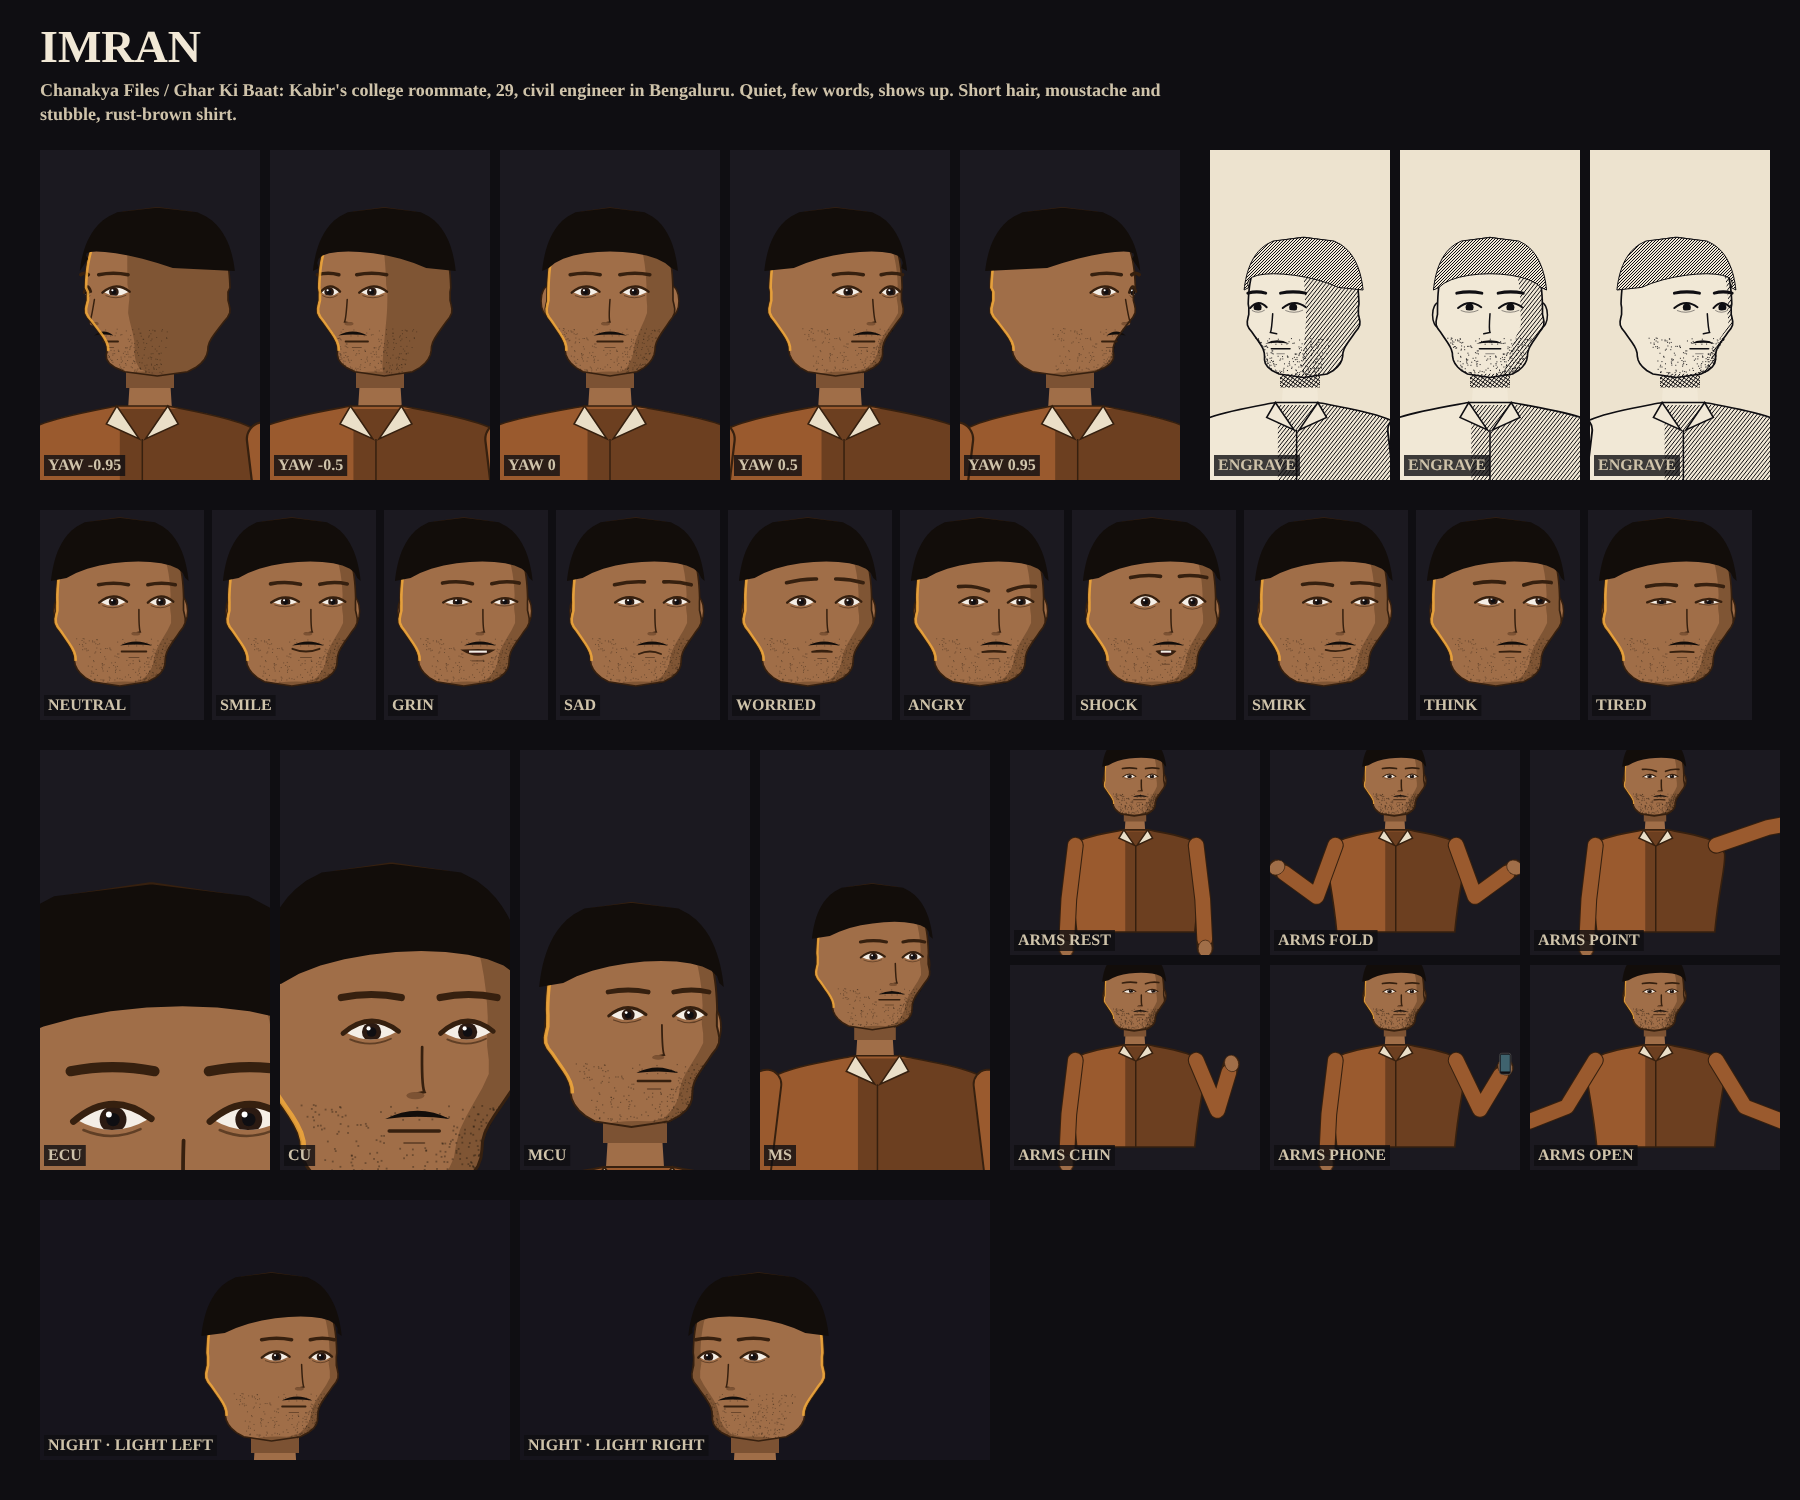 IMRAN
Chanakya Files / Ghar Ki Baat: Kabir's college roommate, 29, civil engineer in Bengaluru. Quiet, few words, shows up. Short hair, moustache and
stubble, rust-brown shirt.
YAW -0.95
YAW -0.5
YAW 0
YAW 0.5
YAW 0.95
ENGRAVE
ENGRAVE
ENGRAVE
NEUTRAL
SMILE
GRIN
SAD
WORRIED
ANGRY
SHOCK
SMIRK
THINK
TIRED
ECU
CU
MCU
MS
ARMS REST
ARMS FOLD
ARMS POINT
ARMS CHIN
ARMS PHONE
ARMS OPEN
NIGHT · LIGHT LEFT
NIGHT · LIGHT RIGHT